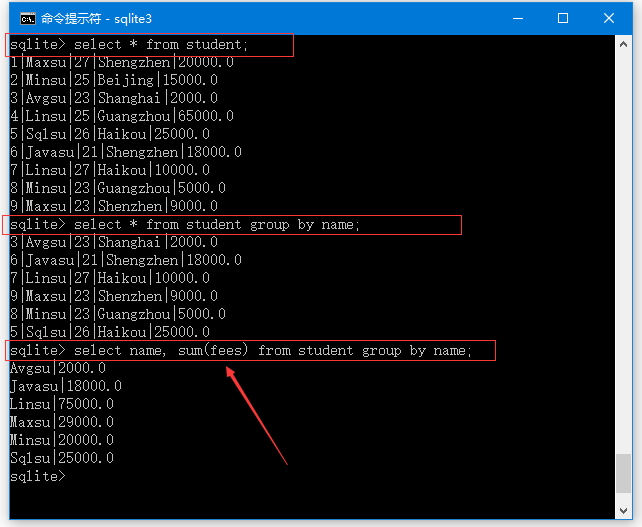 命令提示符 - sqlite3
sqlite> select * from student;
1|Maxsu|27|Shengzhen|20000.0
2|Minsu|25|Beijing|15000.0
3|Avgsu|23|Shanghai|2000.0
4|Linsu|25|Guangzhou|65000.0
5|Sqlsu|26|Haikou|25000.0
6|Javasu|21|Shengzhen|18000.0
7|Linsu|27|Haikou|10000.0
8|Minsu|23|Guangzhou|5000.0
9|Maxsu|23|Shenzhen|9000.0
sqlite> select * from student group by name;
3|Avgsu|23|Shanghai|2000.0
6|Javasu|21|Shengzhen|18000.0
7|Linsu|27|Haikou|10000.0
9|Maxsu|23|Shenzhen|9000.0
8|Minsu|23|Guangzhou|5000.0
5|Sqlsu|26|Haikou|25000.0
sqlite> select name, sum(fees) from student group by name;
Avgsu|2000.0
Javasu|18000.0
Linsu|75000.0
Maxsu|29000.0
Minsu|20000.0
Sqlsu|25000.0
sqlite>